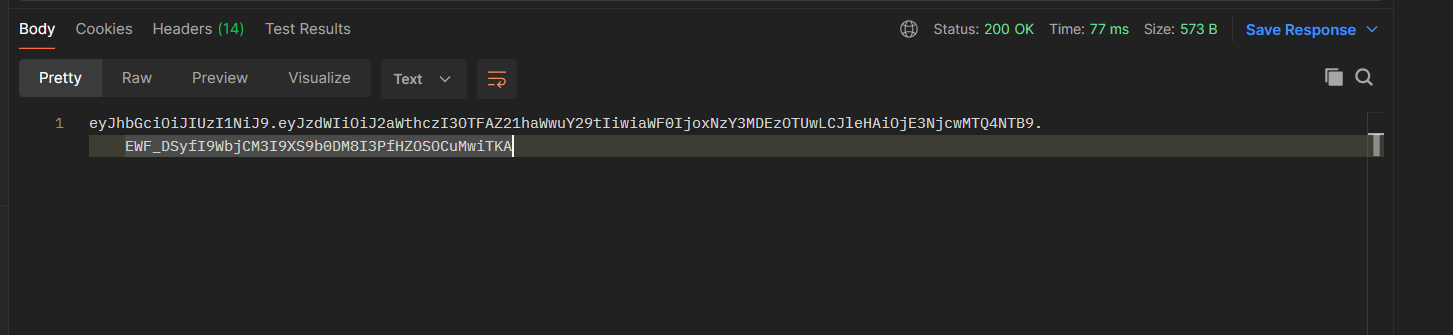 Body Cookies Headers (14) Test Results Status: 200 OK Time: 77 ms Size: 573 B Save Response
Pretty Raw Preview Visualize Text
1 eyJhbGciOiJIUzI1NiJ9.eyJzdWIiOiJ2aWthczI3OTFAZ21haWwuY29tIiwiaWF0IjoxNzY3MDEzOTUwLCJleHAiOjE3NjcwMTQ4NTB9.
EWF_DSyfI9WbjCM3I9XS9b0DM8I3PfHZOSOCuMwiTKA